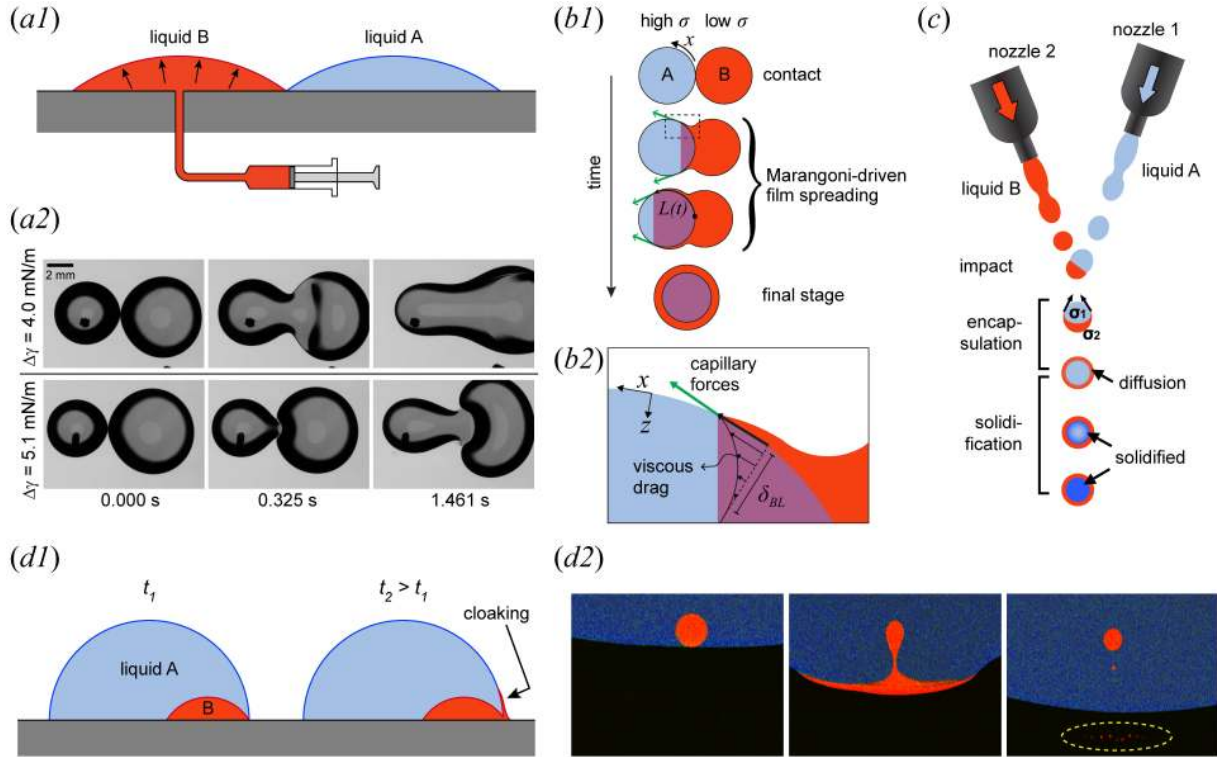 (a1)
liquid B
liquid A
(a2)
2 mm
Δγ = 4.0 mN/m
Δγ = 5.1 mN/m
0.000 s
0.325 s
1.461 s
(b1)
high σ
low σ
x
A
B
contact
time
L(t)
Marangoni-driven
film spreading
final stage
(b2)
capillary
forces
x
z
viscous
drag
δBL
(c)
nozzle 1
nozzle 2
liquid A
liquid B
impact
σ1
σ2
encap-
sulation
diffusion
solidi-
fication
solidified
(d1)
t1
t2 > t1
cloaking
liquid A
B
(d2)